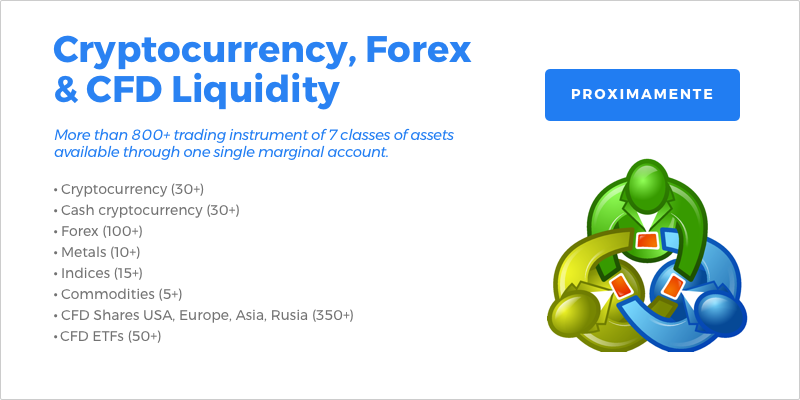 Cryptocurrency, Forex
& CFD Liquidity
More than 800+ trading instrument of 7 classes of assets
available through one single marginal account.
• Cryptocurrency (30+)
• Cash cryptocurrency (30+)
• Forex (100+)
• Metals (10+)
• Indices (15+)
• Commodities (5+)
• CFD Shares USA, Europe, Asia, Rusia (350+)
• CFD ETFs (50+)
PROXIMAMENTE